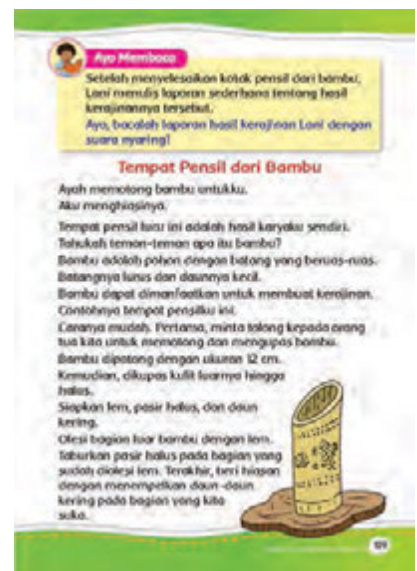 Ayo Membaca
Setelah menyelesaikan kotak pensil dari bambu,
Lani menulis laporan sederhana tentang hasil
kerajinannya tersebut.
Ayo, bacalah laporan hasil kerajinan Lani dengan
suara nyaring!
Tempat Pensil dari Bambu
Ayah memotong bambu untukku.
Aku menghiasinya.
Tempat pensil lucu ini adalah hasil karyaku sendiri.
Tahukah teman-teman apa itu bambu?
Bambu adalah pohon dengan batang yang beruas-ruas.
Batangnya lurus dan daunnya kecil.
Bambu dapat dimanfaatkan untuk membuat kerajinan.
Contohnya tempat pensilku ini.
Caranya mudah. Pertama, minta tolong kepada orang
tua kita untuk memotong dan mengupas bambu.
Bambu dipotong dengan ukuran 12 cm.
Kemudian, dikupas kulit luarnya hingga
halus.
Siapkan lem, pasir halus, dan daun
kering.
Olesi bagian luar bambu dengan lem.
Taburkan pasir halus pada bagian yang
sudah diolesi lem. Terakhir, beri hiasan
dengan menempelkan daun-daun
kering pada bagian yang kita
suka.